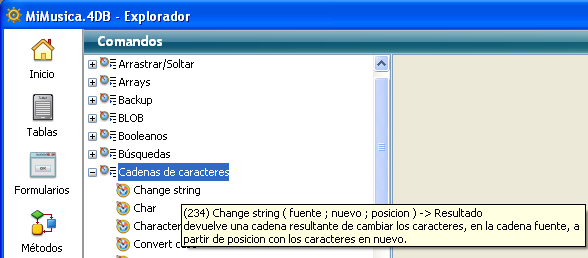 MiMusica.4DB - Explorador
Comandos
Inicio
Tablas
Formularios
Métodos
Arrastrar/Soltar
Arrays
Backup
BLOB
Booleanos
Búsquedas
Cadenas de caracteres
Change string
Char
Character
Convert case
(234) Change string ( fuente ; nuevo ; posicion ) -> Resultado
devuelve una cadena resultante de cambiar los caracteres, en la cadena fuente, a
partir de posicion con los caracteres en nuevo.